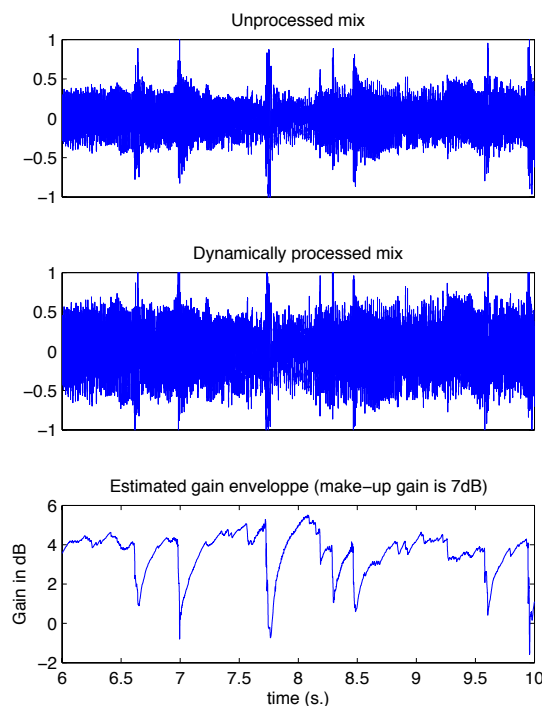 Unprocessed mix
1
0.5
0
−0.5
−1
Dynamically processed mix
1
0.5
0
−0.5
−1
Estimated gain enveloppe (make−up gain is 7dB)
Gain in dB
6
4
2
0
−2
6 6.5 7 7.5 8 8.5 9 9.5 10
time (s.)